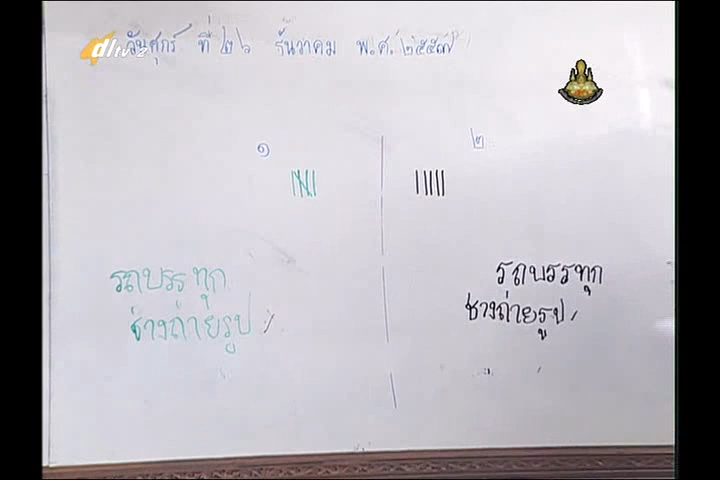 dltv 2
วันศุกร์ ที่ ๒๖ ธันวาคม พ.ศ. ๒๕๕๗
๑
๒
รถบรรทุก
ช่างถ่ายรูป
รถบรรทุก
ช่างถ่ายรูป